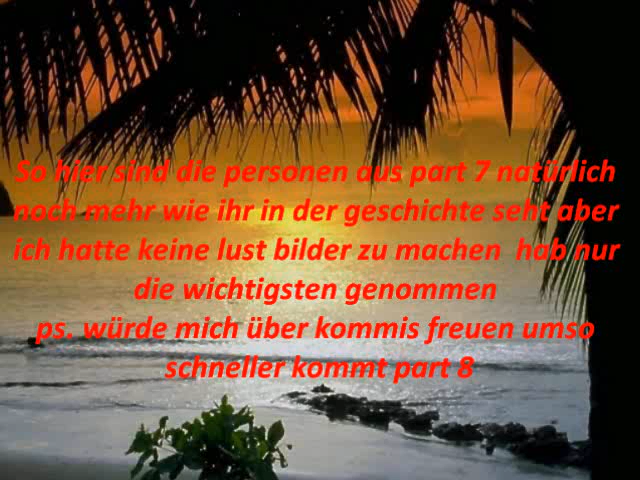 So hier sind die personen aus part 7 natürlich
noch mehr wie ihr in der geschichte seht aber
ich hatte keine lust bilder zu machen  hab nur
die wichtigsten genommen
ps. würde mich über kommis freuen umso
schneller kommt part 8